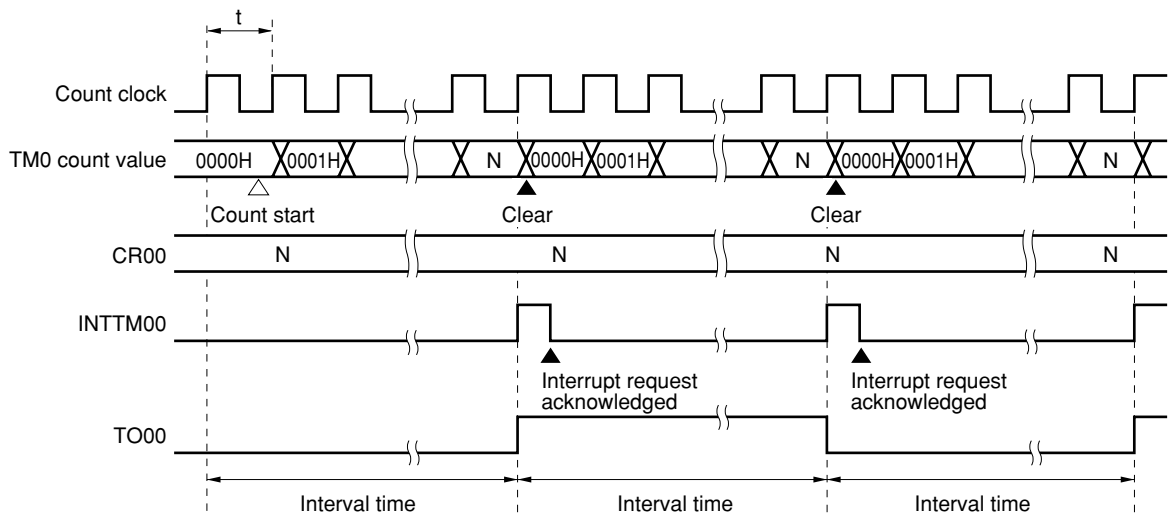 t
Count clock
TM0 count value 0000H 0001H N 0000H 0001H N 0000H 0001H N
Count start Clear Clear
CR00 N N N N
INTTM00
Interrupt request acknowledged
Interrupt request acknowledged
TO00
Interval time Interval time Interval time